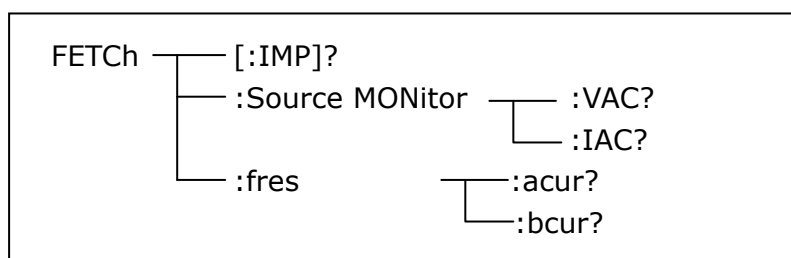 FETCh [:IMP]?
:Source MONitor :VAC?
:IAC?
:fres :acur?
:bcur?